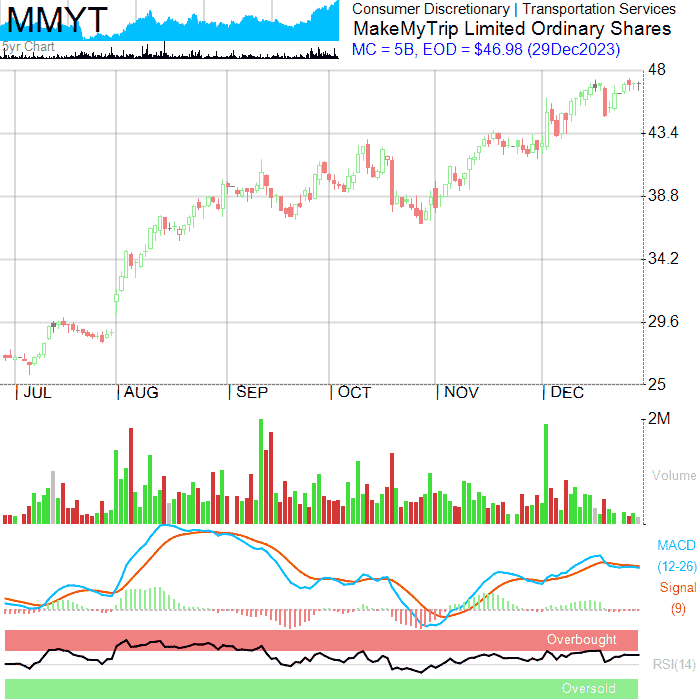 MMYT
5yr Chart
Consumer Discretionary | Transportation Services
MakeMyTrip Limited Ordinary Shares
MC = 5B, EOD = $46.98 (29Dec2023)
48
43.4
38.8
34.2
29.6
25
JUL AUG SEP OCT NOV DEC
2M
Volume
MACD
(12-26)
Signal
(9)
Overbought
RSI(14)
Oversold